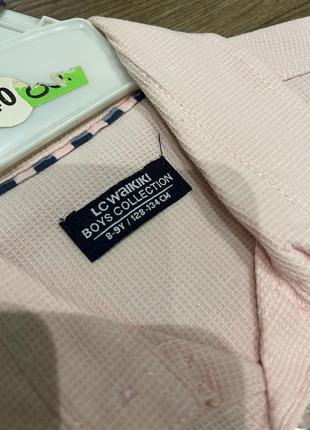 LC WAIKIKI
BOYS COLLECTION
8-9Y / 128-134 CM